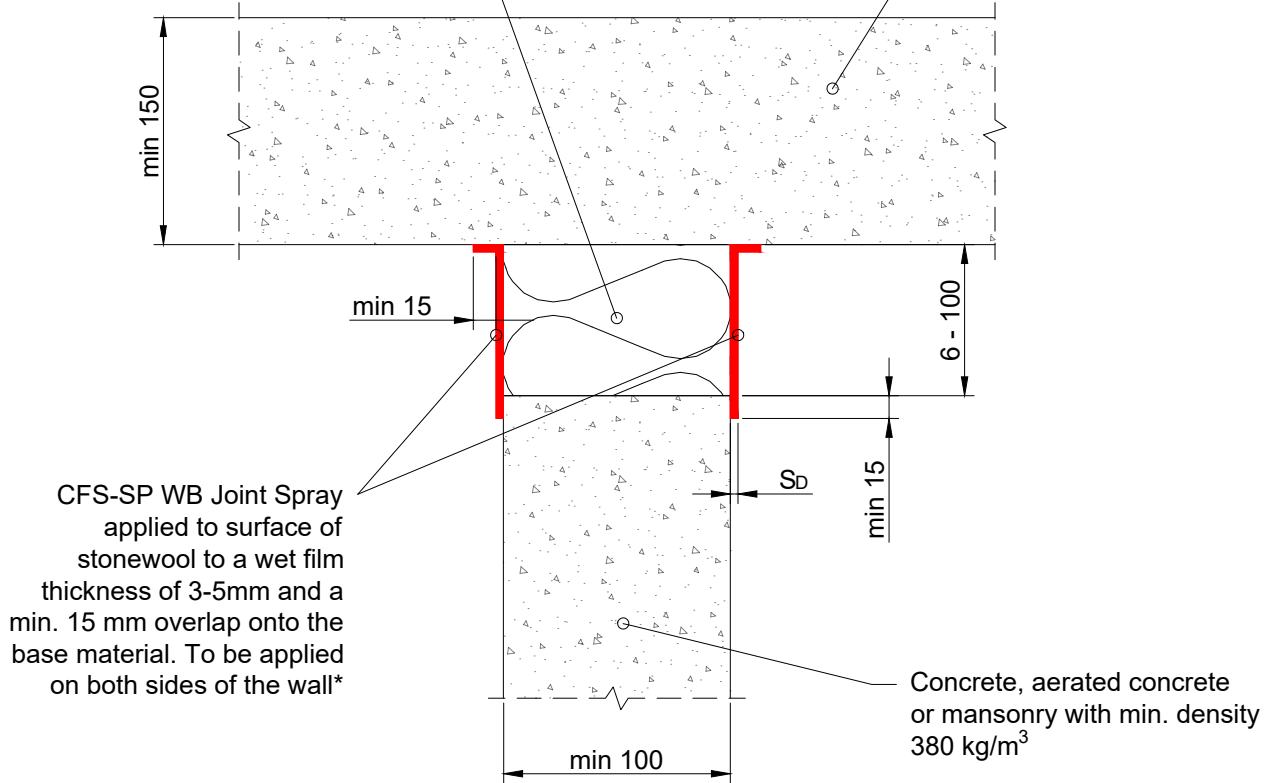 min 150
min 15
6 - 100
CFS-SP WB Joint Spray
applied to surface of
stonewool to a wet film
thickness of 3-5mm and a
min. 15 mm overlap onto the
base material. To be applied
on both sides of the wall*
SD
min 15
Concrete, aerated concrete
or mansonry with min. density
380 kg/m³
min 100